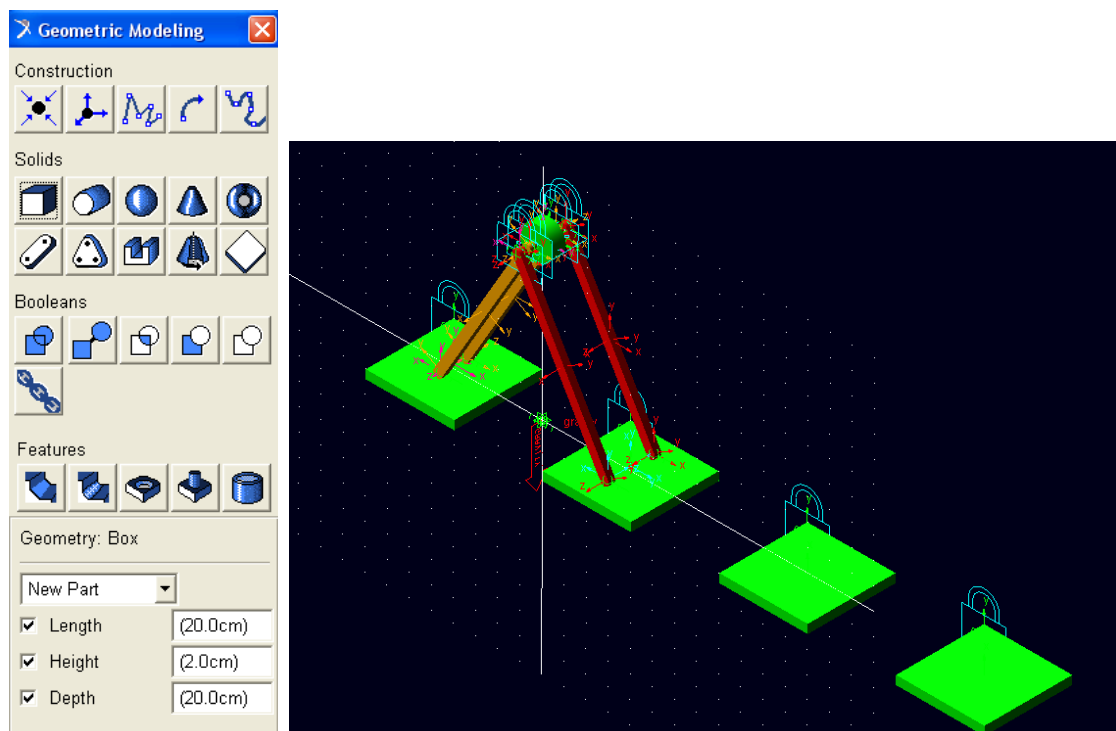 Geometric Modeling
Construction
Solids
Booleans
Features
Geometry: Box
New Part
Length (20.0cm)
Height (2.0cm)
Depth (20.0cm)